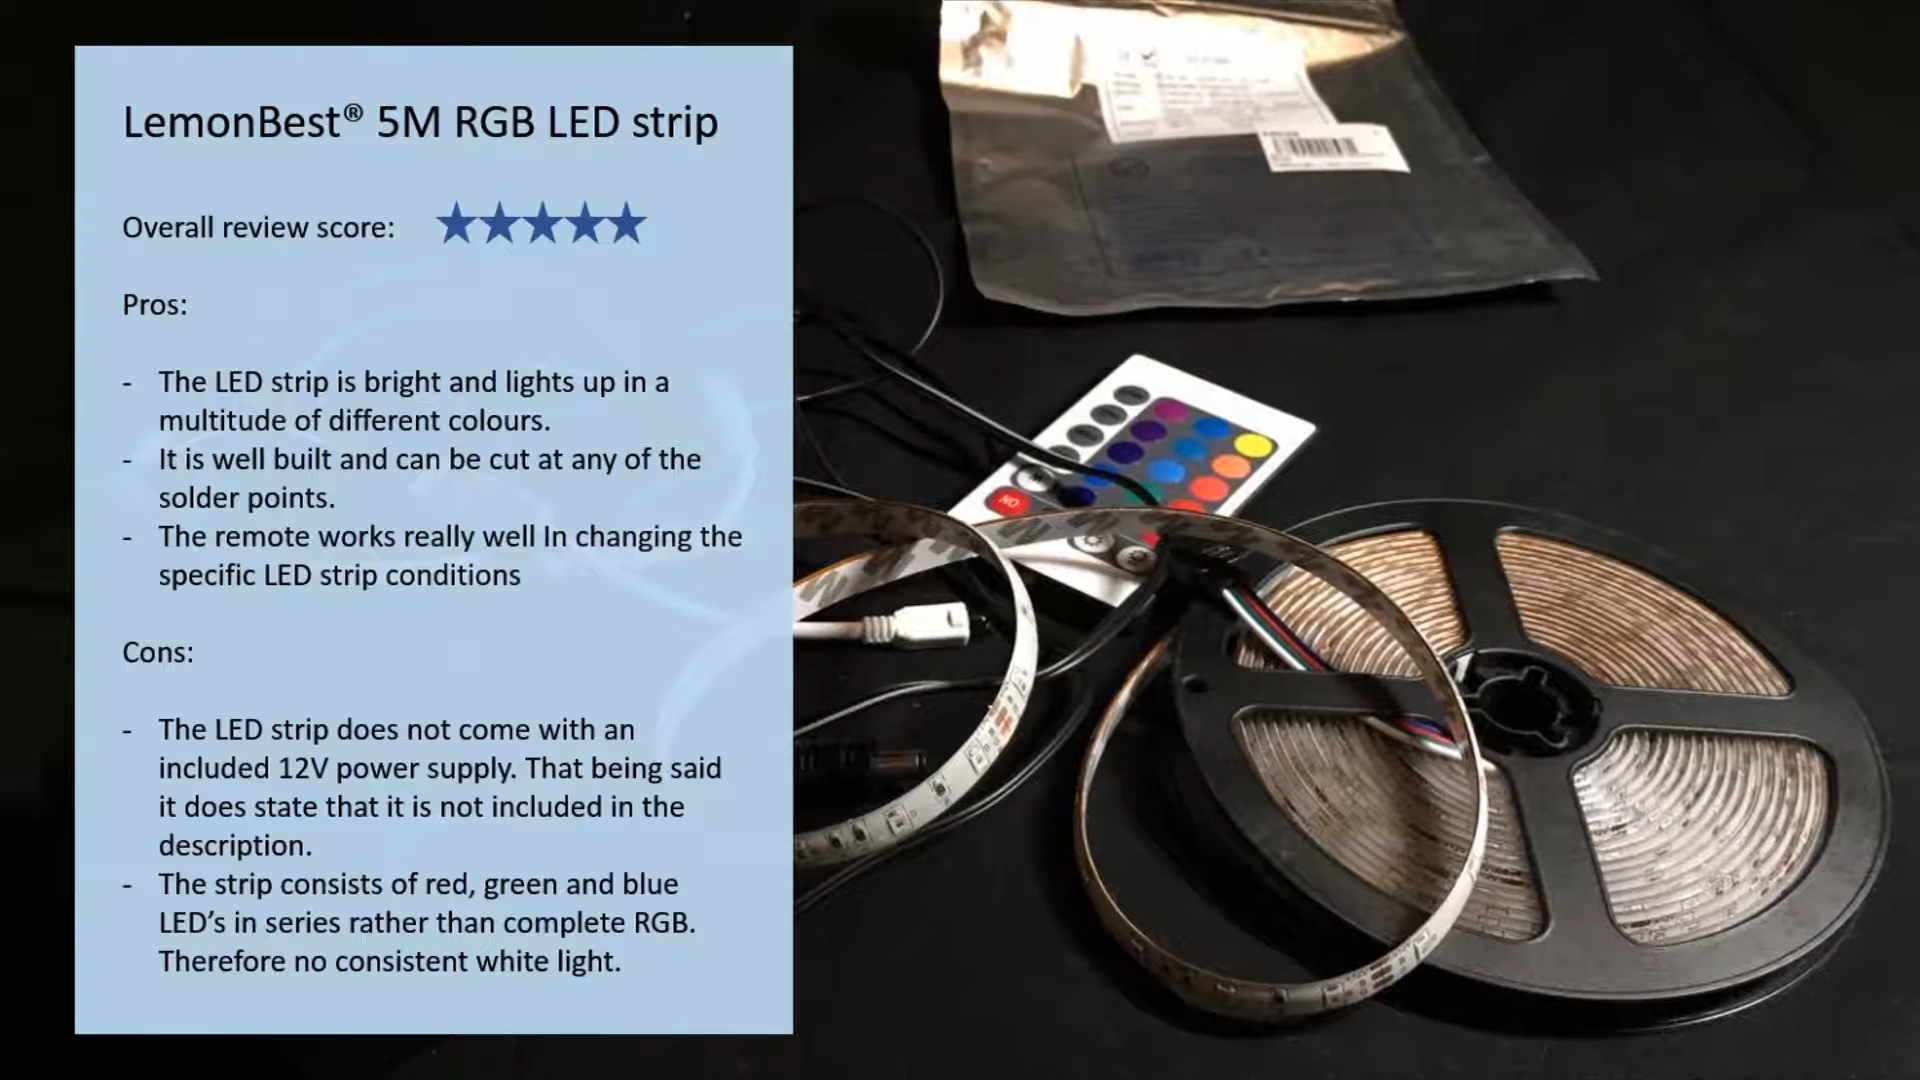 LemonBest® 5M RGB LED strip
Overall review score: ★★★★★
Pros:
- The LED strip is bright and lights up in a
multitude of different colours.
- It is well built and can be cut at any of the
solder points.
- The remote works really well In changing the
specific LED strip conditions
Cons:
- The LED strip does not come with an
included 12V power supply. That being said
it does state that it is not included in the
description.
- The strip consists of red, green and blue
LED’s in series rather than complete RGB.
Therefore no consistent white light.
ON